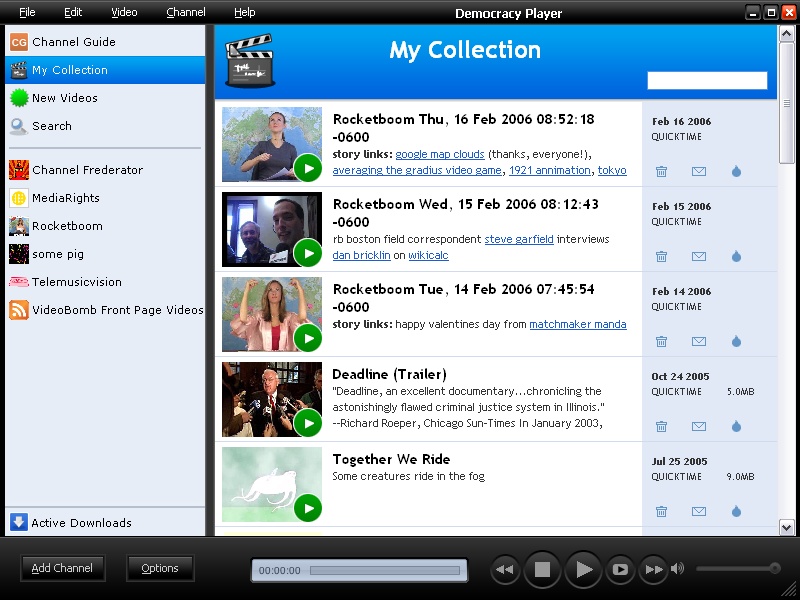 File Edit Video Channel Help Democracy Player
CG Channel Guide
My Collection
New Videos
Search
Channel Frederator
MediaRights
Rocketboom
some pig
Telemusicvision
VideoBomb Front Page Videos
Active Downloads
My Collection
Rocketboom Thu, 16 Feb 2006 08:52:18
-0600
story links: google map clouds (thanks, everyone!),
averaging the gradius video game, 1921 annimation, tokyo
Feb 16 2006
QUICKTIME
Rocketboom Wed, 15 Feb 2006 08:12:43
-0600
rb boston field correspondent steve garfield interviews
dan bricklin on wikicalc
Feb 15 2006
QUICKTIME
Rocketboom Tue, 14 Feb 2006 07:45:54
-0600
story links: happy valentines day from matchmaker manda
Feb 14 2006
QUICKTIME
Deadline (Trailer)
"Deadline, an excellent documentary...chronicling the
astonishingly flawed criminal justice system in Illinois."
--Richard Roeper, Chicago Sun-Times In January 2003,
Oct 24 2005
QUICKTIME 5.0MB
Together We Ride
Some creatures ride in the fog
Jul 25 2005
QUICKTIME 9.0MB
Add Channel Options 00:00:00